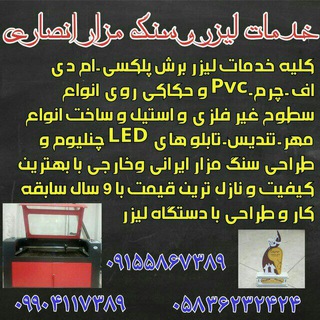 خدمات لیزر و سنگ مزار انصاری
کلیه خدمات لیزر برش پلکسی-ام دی
اف-چرم-Pvc و حکاکی روی انواع
سطوح غیر فلزی و استیل و ساخت انواع
مهر-تندیس-تابلو های LED چنلیوم و
طراحی سنگ مزار ایرانی وخارجی با بهترین
کیفیت و نازل ترین قیمت با ۹ سال سابقه
کار و طراحی با دستگاه لیزر
۰۹۱۵۵۸۶۷۳۸۹
۰۹۹۰۴۱۱۷۳۸۹
۰۵۸۳۶۲۳۲۴۲۴